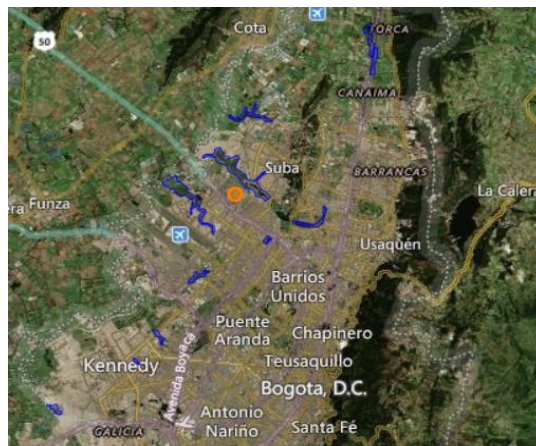 Cota
TORCA
50
CANAIMA
Suba
BARRANCAS
La Calera
era Funza
Usaquén
Barrios
Unidos
Puente
Aranda
Chapinero
Avenida Boyacá
Teusaquillo
Kennedy
Bogota, D.C.
Antonio
Nariño
GALICIA
Santa Fé